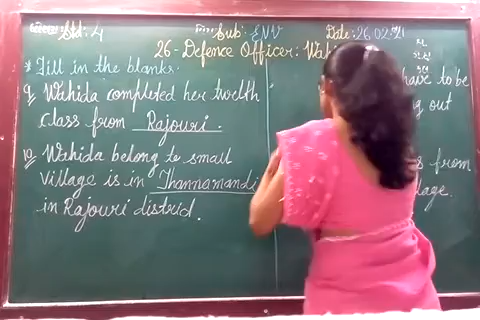 Std: 4 Sub: ENV Date: 26.02.21
26- Defence Officer: Wahi
* Fill in the blanks.
9 Wahida completed her twelth
class from Rajouri.
10 Wahida belong to small
village is in Thannamandi
in Rajouri district.
have to be
out
from